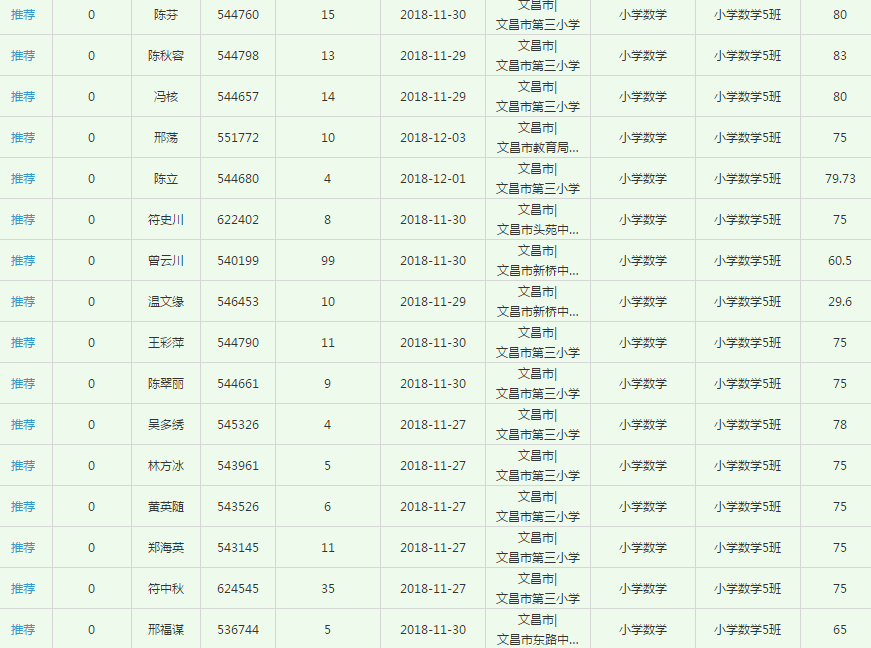 推荐 0 陈芬 544760 15 2018-11-30 文昌市| 小学数学 小学数学5班 80
文昌市第三小学
推荐 0 陈秋容 544798 13 2018-11-29 文昌市| 小学数学 小学数学5班 83
文昌市第三小学
推荐 0 冯核 544657 14 2018-11-29 文昌市| 小学数学 小学数学5班 80
文昌市第三小学
推荐 0 邢荡 551772 10 2018-12-03 文昌市| 小学数学 小学数学5班 75
文昌市教育局...
推荐 0 陈立 544680 4 2018-12-01 文昌市| 小学数学 小学数学5班 79.73
文昌市第三小学
推荐 0 符史川 622402 8 2018-11-30 文昌市| 小学数学 小学数学5班 75
文昌市头苑中...
推荐 0 曾云川 540199 99 2018-11-30 文昌市| 小学数学 小学数学5班 60.5
文昌市新桥中...
推荐 0 温文缘 546453 10 2018-11-29 文昌市| 小学数学 小学数学5班 29.6
文昌市新桥中...
推荐 0 王彩萍 544790 11 2018-11-30 文昌市| 小学数学 小学数学5班 75
文昌市第三小学
推荐 0 陈翠丽 544661 9 2018-11-30 文昌市| 小学数学 小学数学5班 75
文昌市第三小学
推荐 0 吴多绣 545326 4 2018-11-27 文昌市| 小学数学 小学数学5班 78
文昌市第三小学
推荐 0 林方冰 543961 5 2018-11-27 文昌市| 小学数学 小学数学5班 75
文昌市第三小学
推荐 0 黄英随 543526 6 2018-11-27 文昌市| 小学数学 小学数学5班 75
文昌市第三小学
推荐 0 郑海英 543145 11 2018-11-27 文昌市| 小学数学 小学数学5班 75
文昌市第三小学
推荐 0 符中秋 624545 35 2018-11-27 文昌市| 小学数学 小学数学5班 75
文昌市第三小学
推荐 0 邢福谋 536744 5 2018-11-30 文昌市| 小学数学 小学数学5班 65
文昌市东路中...